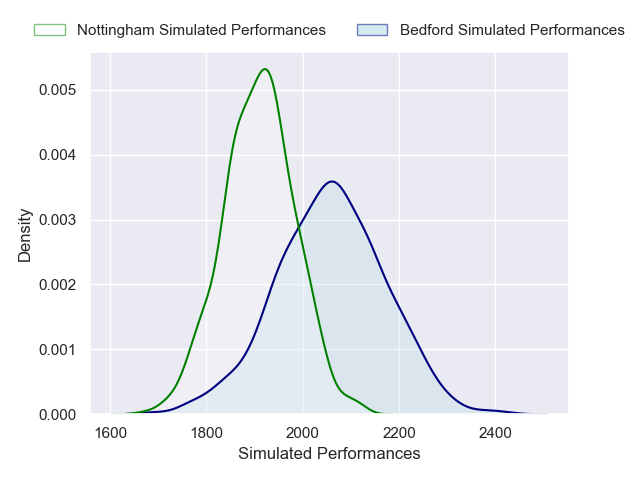 Nottingham Simulated Performances
Bedford Simulated Performances
0.005
0.004
0.003
0.002
0.001
0.000
Density
1600 1800 2000 2200 2400
Simulated Performances